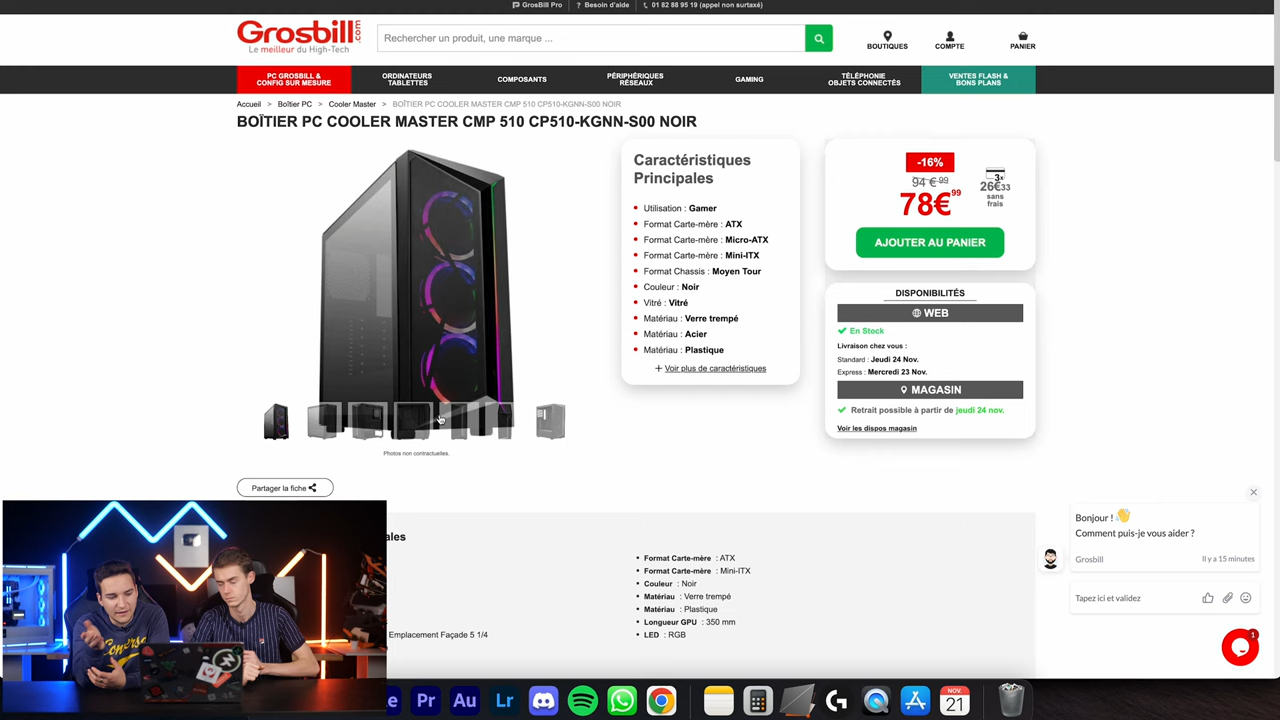 GrosBill Pro
? Besoin d'aide
01 82 88 95 19 (appel non surtaxé)
Grosbill.com
Le meilleur du High-Tech
Rechercher un produit, une marque ...
BOUTIQUES
COMPTE
PANIER
PC GROSBILL &
CONFIG SUR MESURE
ORDINATEURS
TABLETTES
COMPOSANTS
PÉRIPHÉRIQUES
RÉSEAUX
GAMING
TÉLÉPHONIE
OBJETS CONNECTÉS
VENTES FLASH &
BONS PLANS
Accueil > Boîtier PC > Cooler Master > BOÎTIER PC COOLER MASTER CMP 510 CP510-KGNN-S00 NOIR
BOÎTIER PC COOLER MASTER CMP 510 CP510-KGNN-S00 NOIR
Caractéristiques
Principales
Utilisation : Gamer
Format Carte-mère : ATX
Format Carte-mère : Micro-ATX
Format Carte-mère : Mini-ITX
Format Chassis : Moyen Tour
Couleur : Noir
Vitré : Vitré
Matériau : Verre trempé
Matériau : Acier
Matériau : Plastique
+ Voir plus de caractéristiques
-16%
94 € 99
78€99
3x
26€33
sans
frais
AJOUTER AU PANIER
DISPONIBILITÉS
WEB
En Stock
Livraison chez vous :
Standard : Jeudi 24 Nov.
Express : Mercredi 23 Nov.
MAGASIN
Retrait possible à partir de jeudi 24 nov.
Voir les dispos magasin
Photos non contractuelles.
Partager la fiche
ales
Format Carte-mère : ATX
Format Carte-mère : Mini-ITX
Couleur : Noir
Matériau : Verre trempé
Matériau : Plastique
Longueur GPU : 350 mm
Emplacement Façade 5 1/4
LED : RGB
Bonjour !
Comment puis-je vous aider ?
Grosbill
Il y a 15 minutes
Tapez ici et validez
1
Converse
Ae
Pr
Au
Lr
NOV.
21